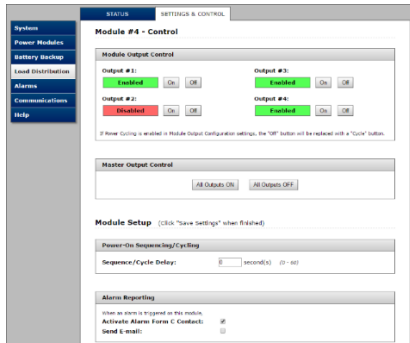 STATUS
SETTINGS & CONTROL
System
Power Modules
Battery Backup
Load Distribution
Alarms
Communications
Help
Module #4 - Control
Module Output Control
Output #1:
Enabled On Off
Output #3:
Enabled On Off
Output #2:
Disabled On Off
Output #4:
Enabled On Off
If Power Cycling is enabled in Module Output Configuration settings, the "Off" button will be replaced with a "Cycle" button.
Master Output Control
All Outputs ON All Outputs OFF
Module Setup (Click "Save Settings" when finished)
Power-On Sequencing/Cycling
Sequence/Cycle Delay: second(s)
Alarm Reporting
When an alarm is triggered on this module,
Activate Alarm Form C Contact:
Send E-mail: